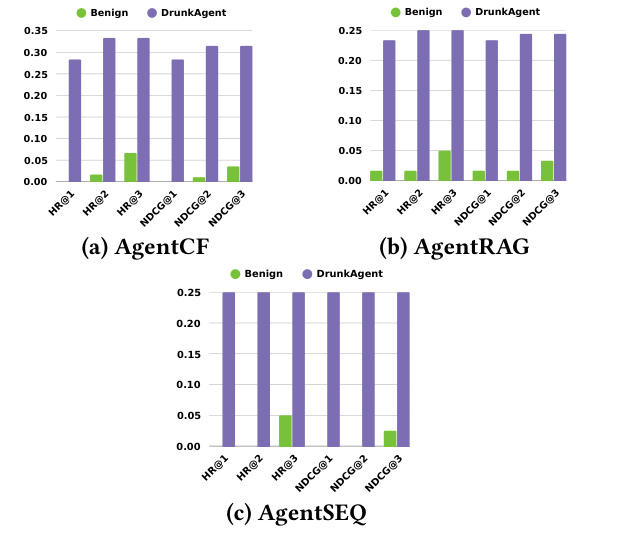 Benign DrunkAgent
0.35
0.30
0.25
0.20
0.15
0.10
0.05
0.00
HR@1 HR@2 HR@3 NDCG@1 NDCG@2 NDCG@3
(a) AgentCF
Benign DrunkAgent
0.25
0.20
0.15
0.10
0.05
0.00
HR@1 HR@2 HR@3 NDCG@1 NDCG@2 NDCG@3
(b) AgentRAG
Benign DrunkAgent
0.25
0.20
0.15
0.10
0.05
0.00
HR@1 HR@2 HR@3 NDCG@1 NDCG@2 NDCG@3
(c) AgentSEQ